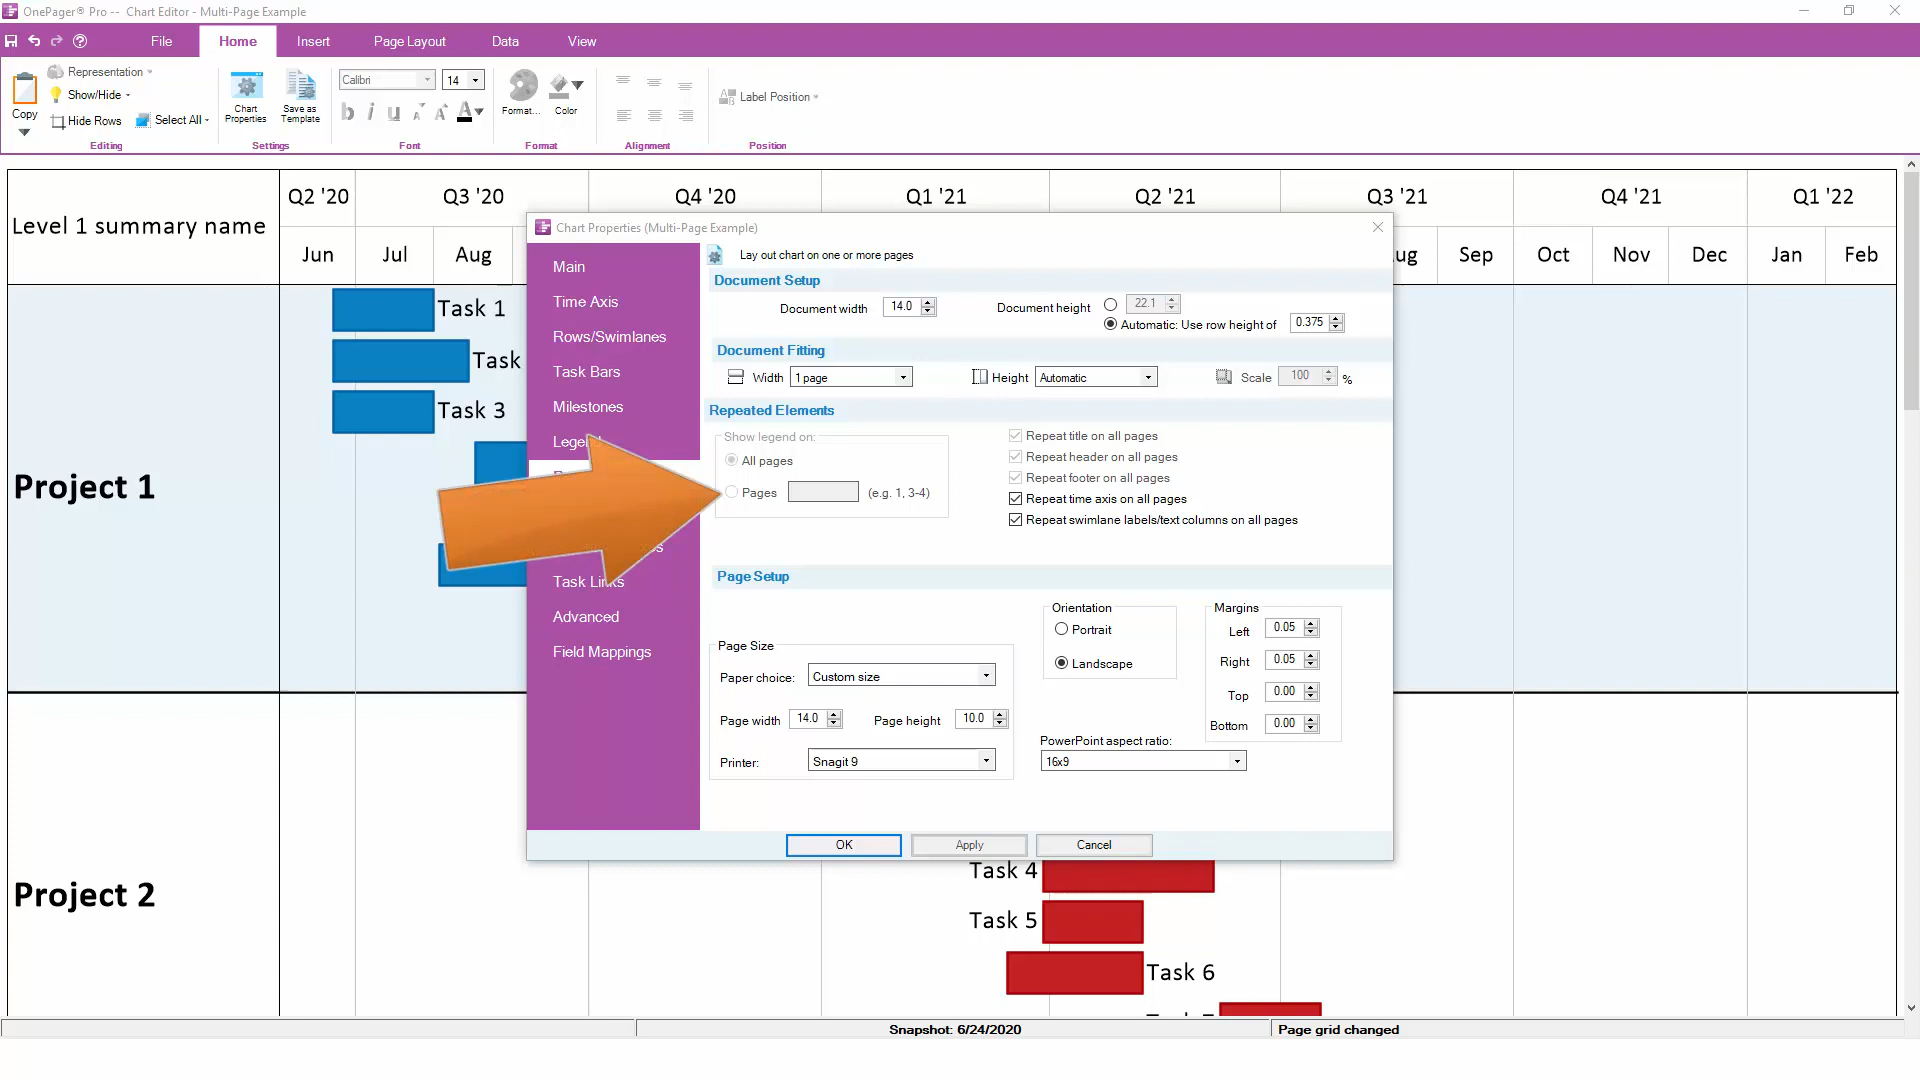 OnePager® Pro -- Chart Editor - Multi-Page Example
File Home Insert Page Layout Data View
Copy
Representation
Show/Hide
Hide Rows
Select All
Editing
Chart Properties
Save as Template
Settings
Calibri 14
b i u A A A
Font
Format...
Color
Format
Alignment
Label Position
Position
Level 1 summary name
Q2 '20 Q3 '20 Q4 '20 Q1 '21 Q2 '21 Q3 '21 Q4 '21 Q1 '22
Jun Jul Aug ug Sep Oct Nov Dec Jan Feb
Project 1
Task 1
Task
Task 3
Project 2
Task 4
Task 5
Task 6
Chart Properties (Multi-Page Example)
Main
Time Axis
Rows/Swimlanes
Task Bars
Milestones
Task Links
Advanced
Field Mappings
Lay out chart on one or more pages
Document Setup
Document width 14.0
Document height 22.1
Automatic: Use row height of 0.375
Document Fitting
Width 1 page
Height Automatic
Scale 100 %
Repeated Elements
Show legend on:
All pages
Pages (e.g. 1, 3-4)
Repeat title on all pages
Repeat header on all pages
Repeat footer on all pages
Repeat time axis on all pages
Repeat swimlane labels/text columns on all pages
Page Setup
Page Size
Paper choice: Custom size
Page width 14.0 Page height 10.0
Printer: Snagit 9
Orientation
Portrait
Landscape
Margins
Left 0.05
Right 0.05
Top 0.00
Bottom 0.00
PowerPoint aspect ratio:
16x9
OK Apply Cancel
Snapshot: 6/24/2020
Page grid changed